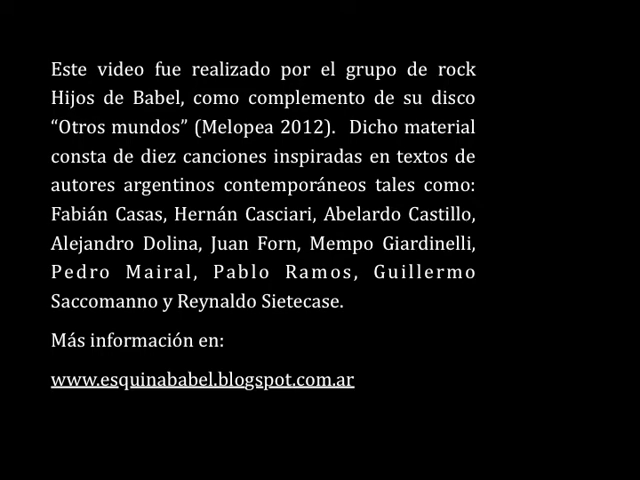 Este video fue realizado por el grupo de rock
Hijos de Babel, como complemento de su disco
“Otros mundos” (Melopea 2012). Dicho material
consta de diez canciones inspiradas en textos de
autores argentinos contemporáneos tales como:
Fabián Casas, Hernán Casciari, Abelardo Castillo,
Alejandro Dolina, Juan Forn, Mempo Giardinelli,
Pedro Mairal, Pablo Ramos, Guillermo
Saccomanno y Reynaldo Sietecase.
Más información en:
www.esquinababel.blogspot.com.ar